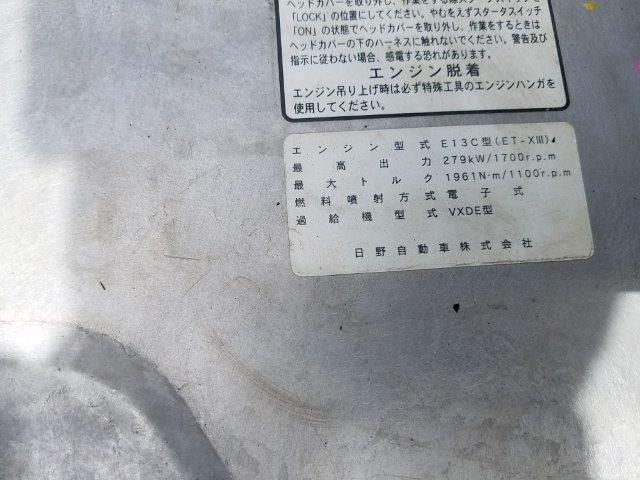 ヘッドカバーを取り外し、作業をする際スタータスイッチを
「LOCK」の位置にしてください。やむをえずスタータスイッチ
「ON」の状態でヘッドカバーを取り外し、作業をするときは
ヘッドカバーの下のハーネスに触れないでください。警告及び
指示に従わない場合、感電する恐れがあります。
エンジン脱着
エンジン吊り上げ時は必ず特殊工具のエンジンハンガを
使用してください。
エンジン型式 E13C型(ET-XIII)
最高出力 279kW/1700r.p.m
最大トルク 1961N·m/1100r.p.m
燃料噴射方式 電子式
過給機型式 VXDE型
日野自動車株式会社